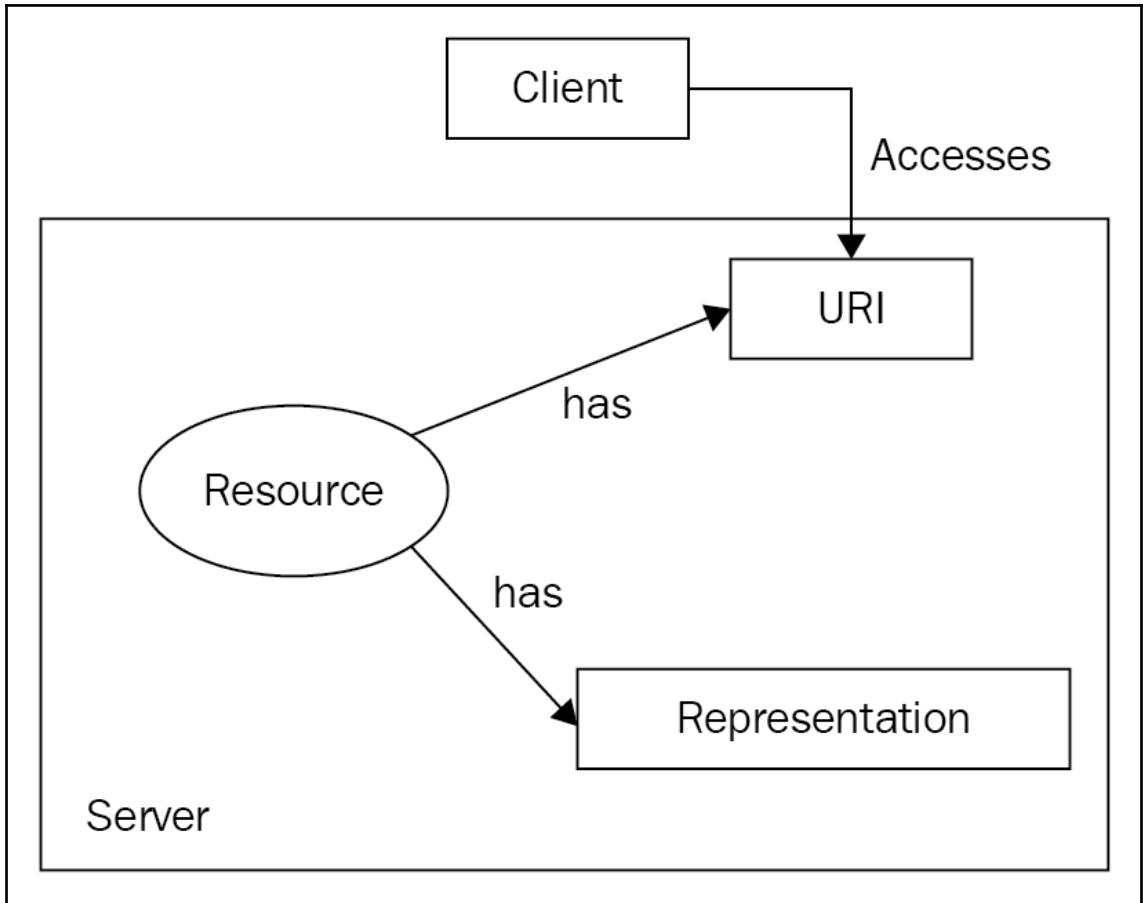 Client
Accesses
URI
has
Resource
has
Representation
Server